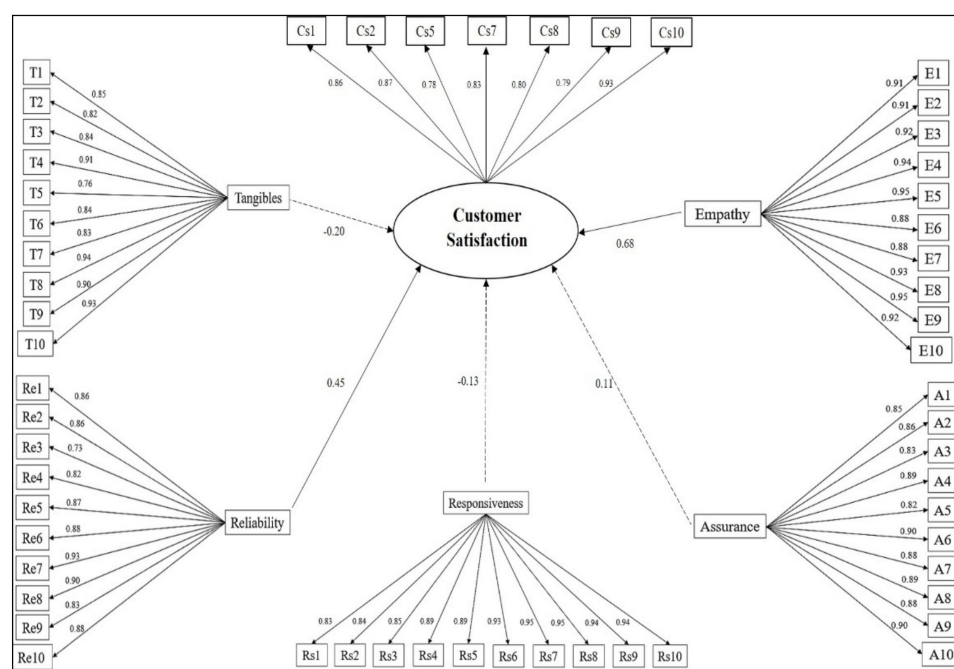 Cs1 Cs2 Cs5 Cs7 Cs8 Cs9 Cs10
0.86 0.87 0.78 0.83 0.80 0.79 0.93
T1
T2
T3
T4
T5
T6
T7
T8
T9
T10
0.85
0.82
0.84
0.91
0.76
0.84
0.83
0.94
0.90
0.93
Tangibles
-0.20
Customer
Satisfaction
0.68
Empathy
0.91
0.91
0.92
0.94
0.95
0.88
0.88
0.93
0.95
0.92
E1
E2
E3
E4
E5
E6
E7
E8
E9
E10
Re1
Re2
Re3
Re4
Re5
Re6
Re7
Re8
Re9
Re10
0.86
0.86
0.73
0.82
0.87
0.88
0.93
0.90
0.83
0.88
Reliability
0.45
-0.13
0.11
Responsiveness
0.83 0.84 0.85 0.89 0.89 0.93 0.95 0.95 0.94 0.94
Rs1 Rs2 Rs3 Rs4 Rs5 Rs6 Rs7 Rs8 Rs9 Rs10
Assurance
0.85
0.86
0.83
0.89
0.82
0.90
0.88
0.89
0.88
0.90
A1
A2
A3
A4
A5
A6
A7
A8
A9
A10